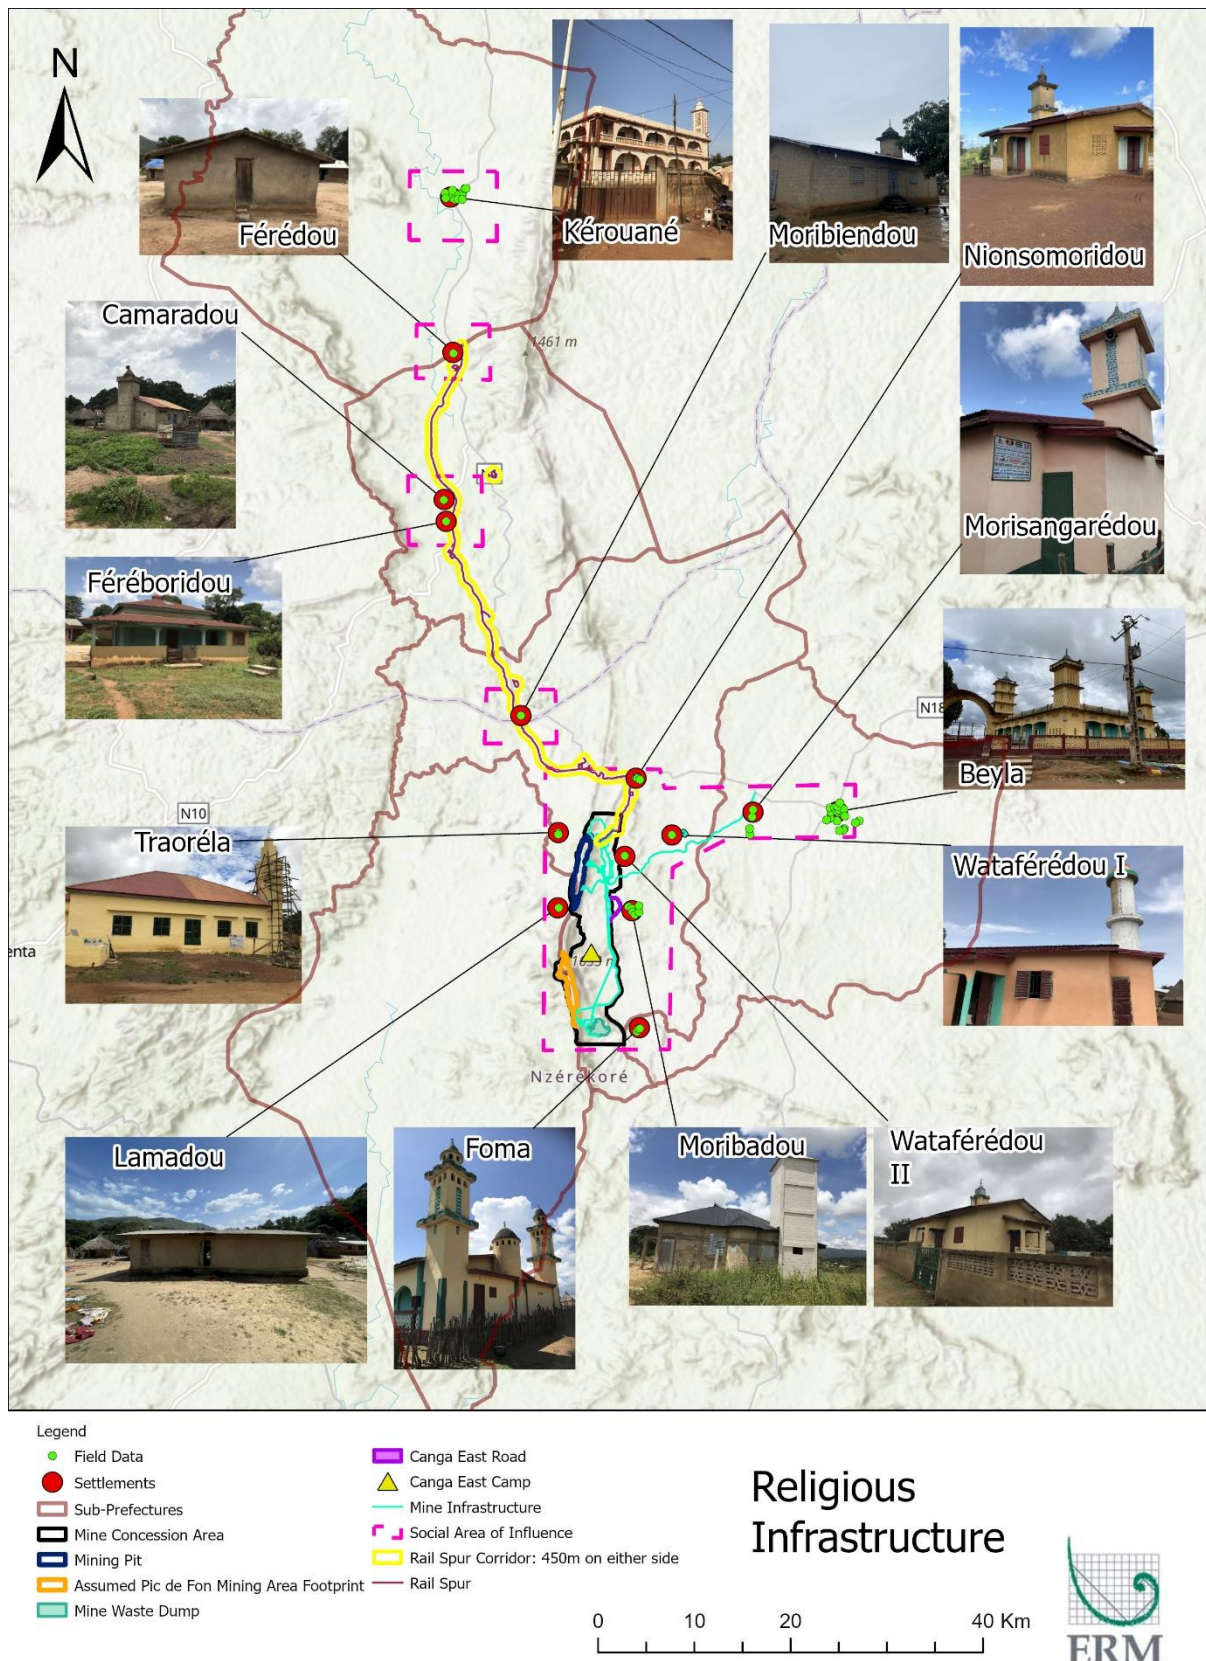 N
Férédou
Kérouané
Moribiendou
Nionsomoridou
Camaradou
1461 m
Morisangarédou
Féréboridou
N18
Beyla
N10
Traoréla
Wataférédou I
enta
Nzérékoré
Lamadou
Foma
Moribadou
Wataférédou
II
Legend
Field Data
Settlements
Sub-Prefectures
Mine Concession Area
Mining Pit
Assumed Pic de Fon Mining Area Footprint
Mine Waste Dump
Canga East Road
Canga East Camp
Mine Infrastructure
Social Area of Influence
Rail Spur Corridor: 450m on either side
Rail Spur
Religious
Infrastructure
0 10 20 40 Km
ERM